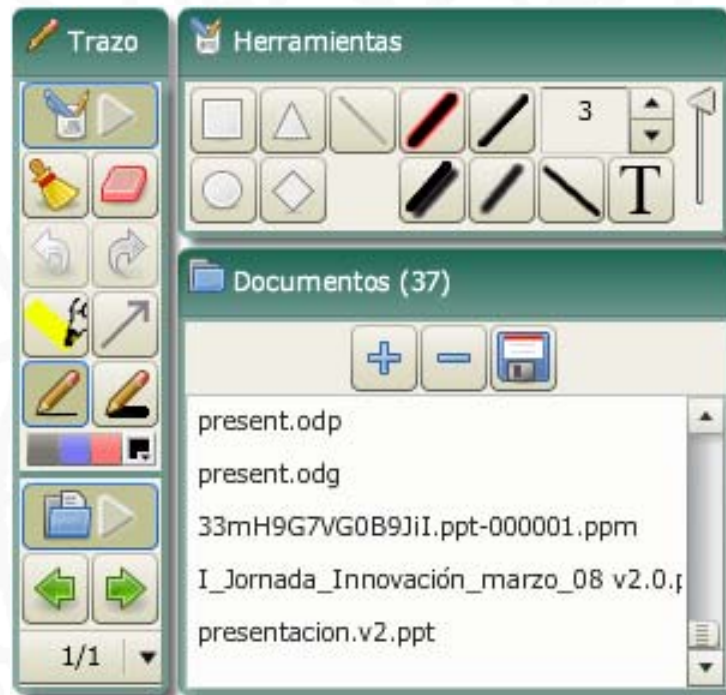 Trazo
Herramientas
3
T
Documentos (37)
present.odp
present.odg
33mH9G7VG0B9JiI.ppt-000001.ppm
I_Jornada_Innovación_marzo_08 v2.0.p
presentacion.v2.ppt
1/1